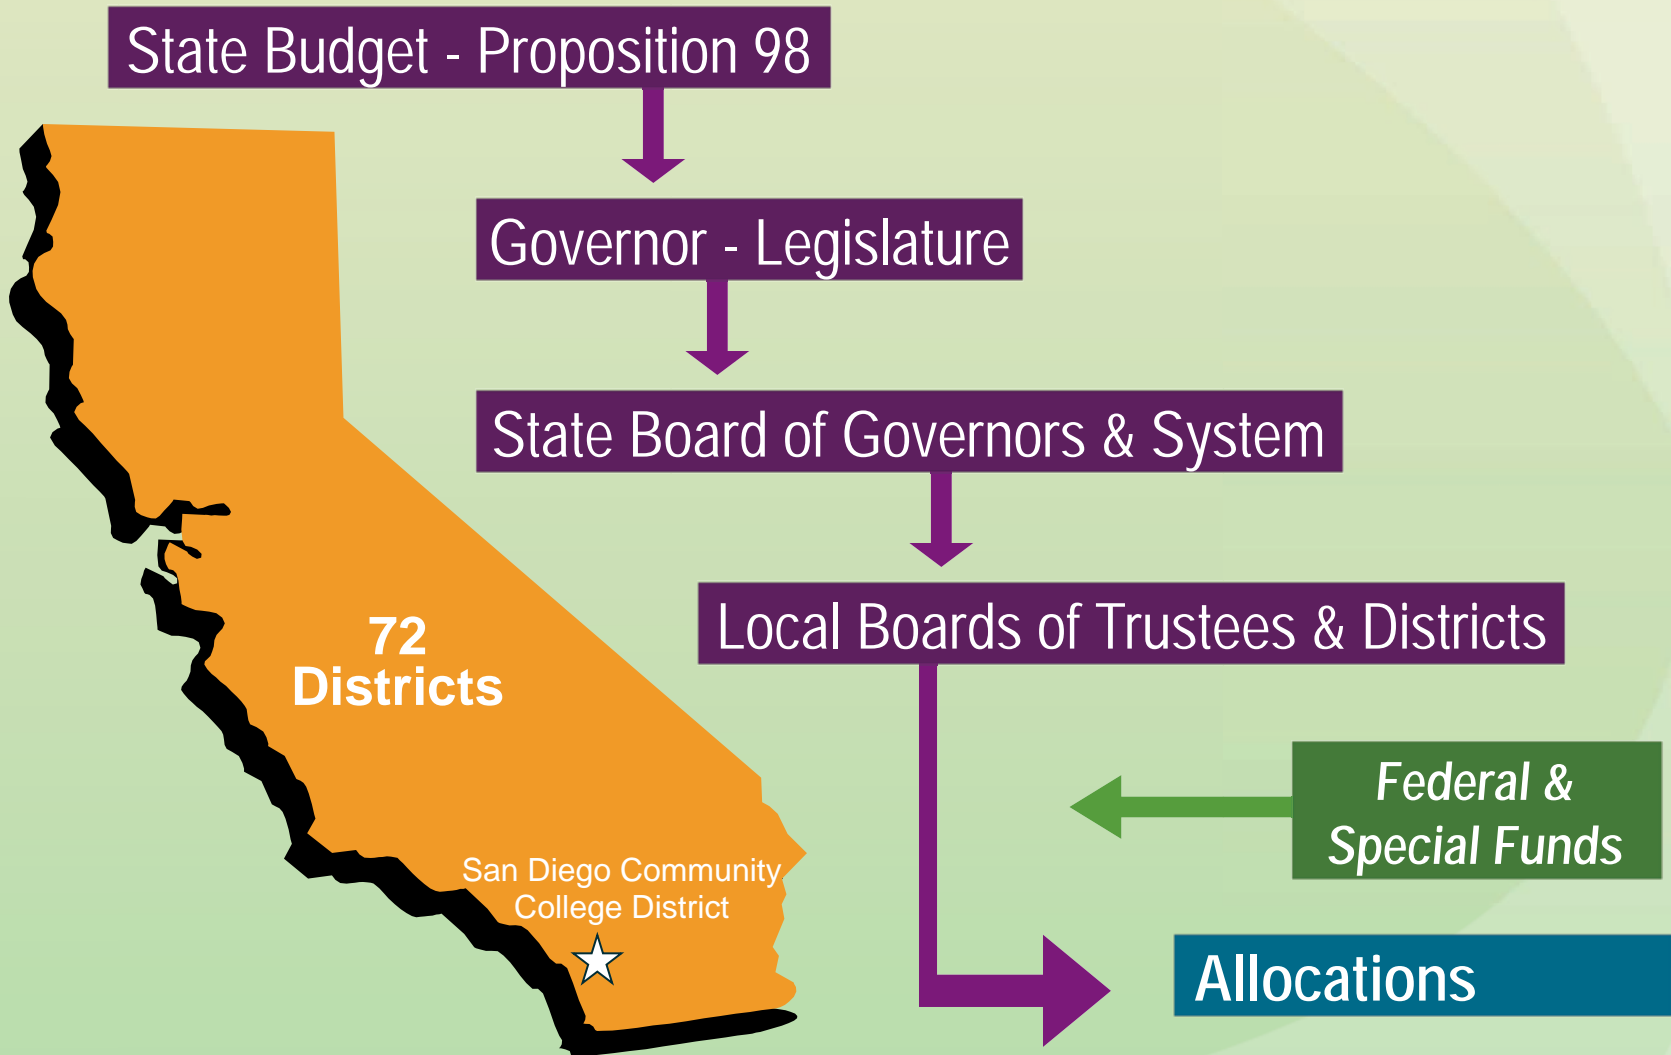 State Budget - Proposition 98
Governor - Legislature
State Board of Governors & System
Local Boards of Trustees & Districts
72
Districts
Federal &
Special Funds
San Diego Community
College District
Allocations